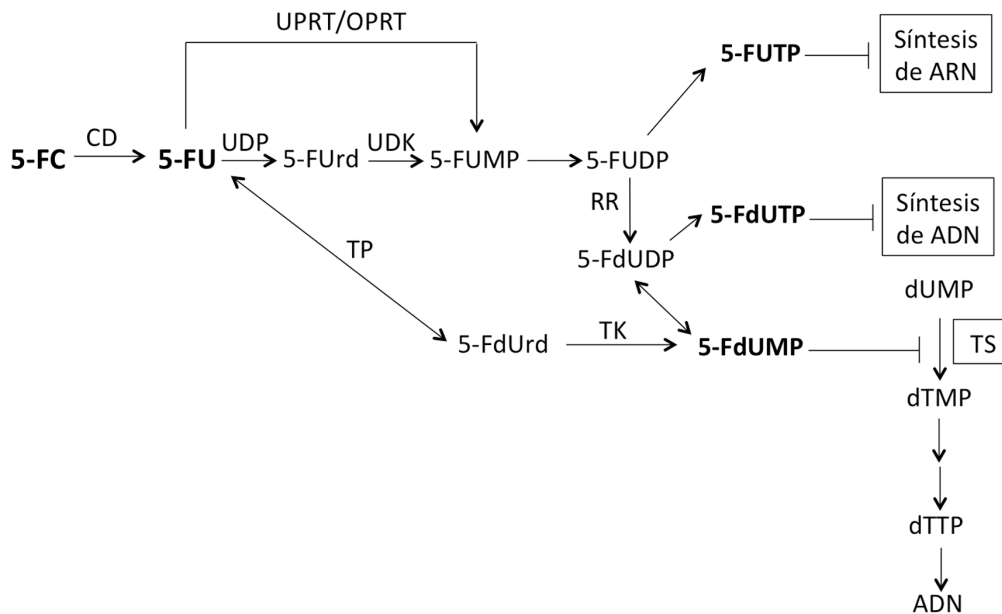 UPRT/OPRT
5-FUTP
Síntesis
de ARN
CD
UDP
UDK
5-FC
5-FU
5-FUrd
5-FUMP
5-FUDP
RR
5-FdUTP
Síntesis
de ADN
TP
5-FdUDP
dUMP
5-FdUrd
TK
5-FdUMP
TS
dTMP
dTTP
ADN